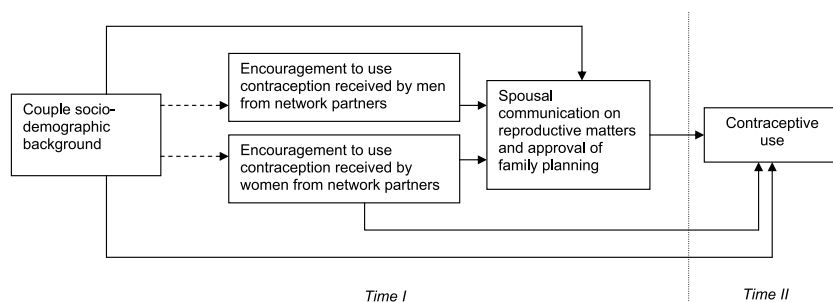 Couple socio-
demographic
background
Encouragement to use
contraception received by men
from network partners
Encouragement to use
contraception received by
women from network partners
Spousal
communication on
reproductive matters
and approval of
family planning
Contraceptive
use
Time I
Time II